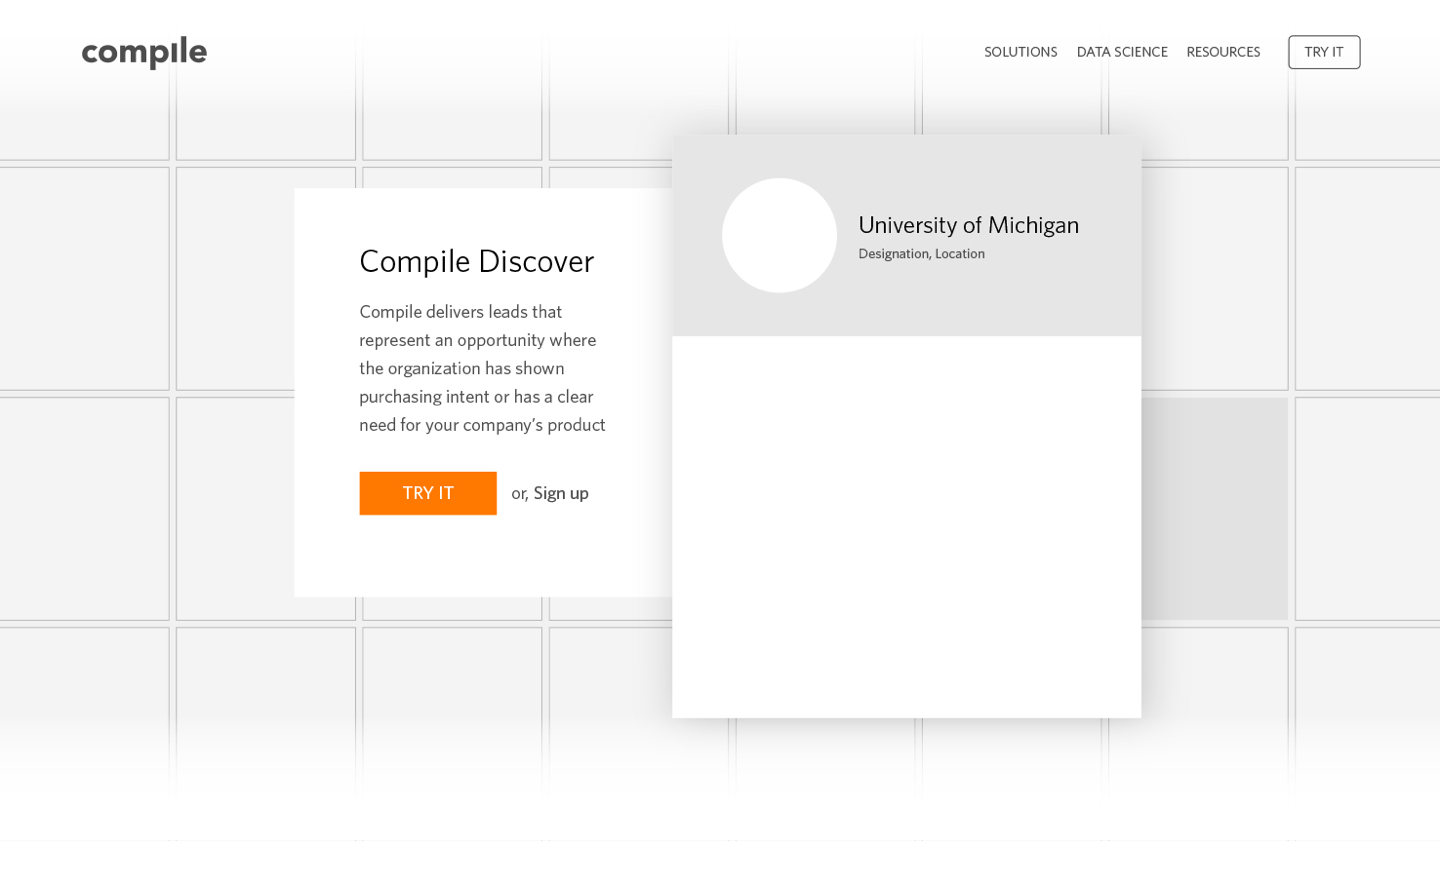 compile
SOLUTIONS DATA SCIENCE RESOURCES TRY IT
Compile Discover
Compile delivers leads that
represent an opportunity where
the organization has shown
purchasing intent or has a clear
need for your company’s product
TRY IT or, Sign up
University of Michigan
Designation, Location